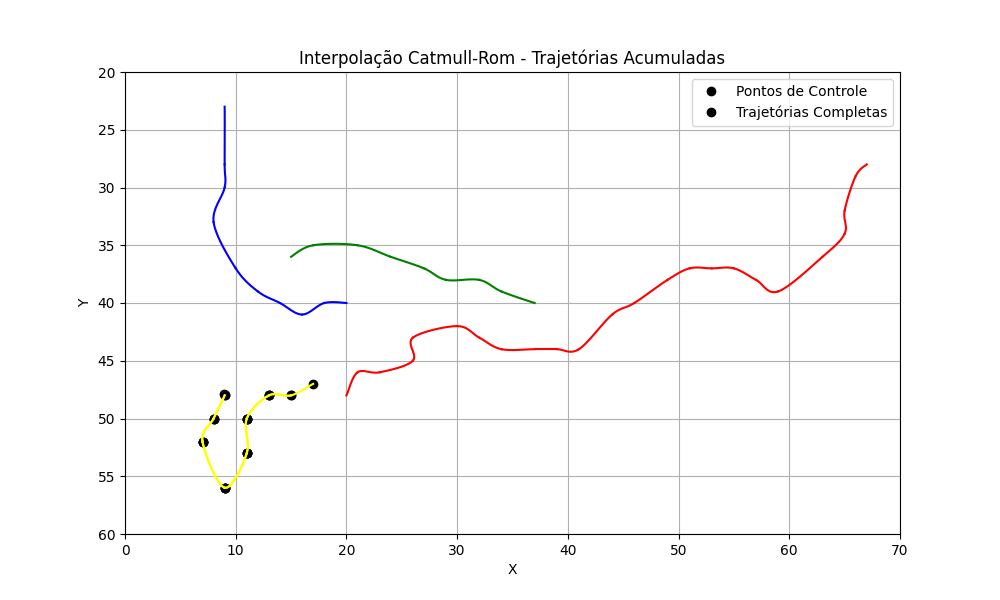 Interpolação Catmull-Rom - Trajetórias Acumuladas
Pontos de Controle
Trajetórias Completas
Y
20
25
30
35
40
45
50
55
60
0 10 20 30 40 50 60 70
X